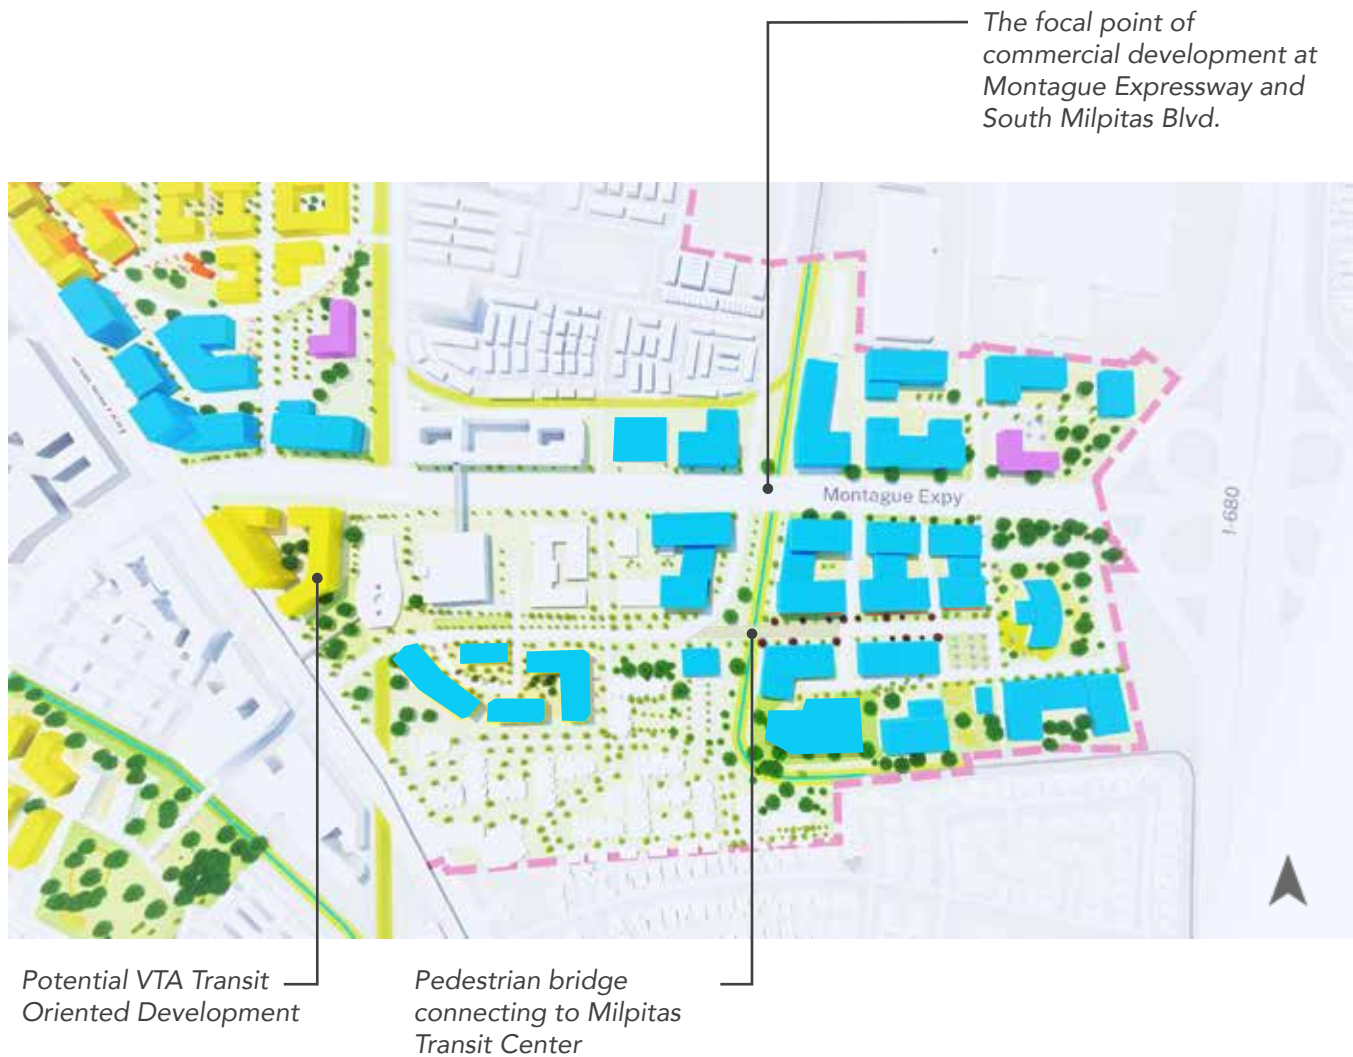 The focal point of
commercial development at
Montague Expressway and
South Milpitas Blvd.
Montague Expy
I-680
Potential VTA Transit
Oriented Development
Pedestrian bridge
connecting to Milpitas
Transit Center